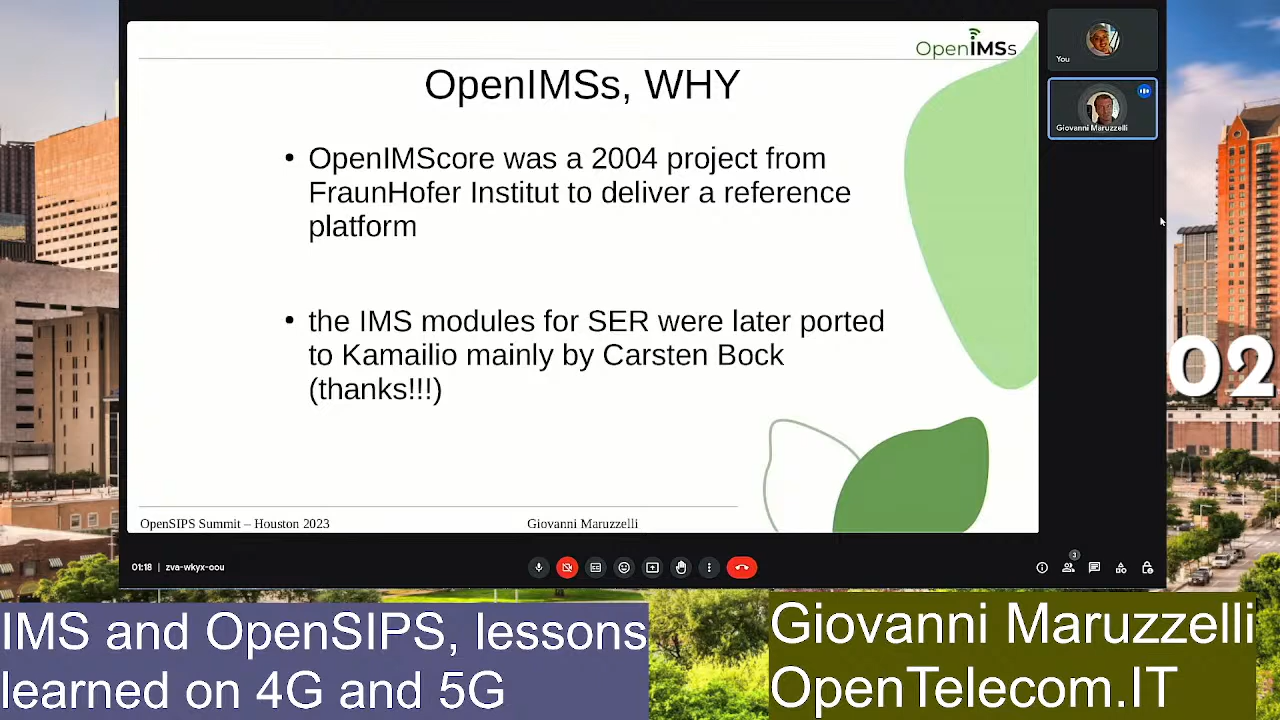 OpenIMSs
OpenIMSs, WHY
• OpenIMScore was a 2004 project from
FraunHofer Institut to deliver a reference
platform
• the IMS modules for SER were later ported
to Kamailio mainly by Carsten Bock
(thanks!!!)
OpenSIPS Summit – Houston 2023
Giovanni Maruzzelli
You
Giovanni Maruzzelli
02
01:18 | zva-wkyx-oou
3
IMS and OpenSIPS, lessons
learned on 4G and 5G
Giovanni Maruzzelli
OpenTelecom.IT